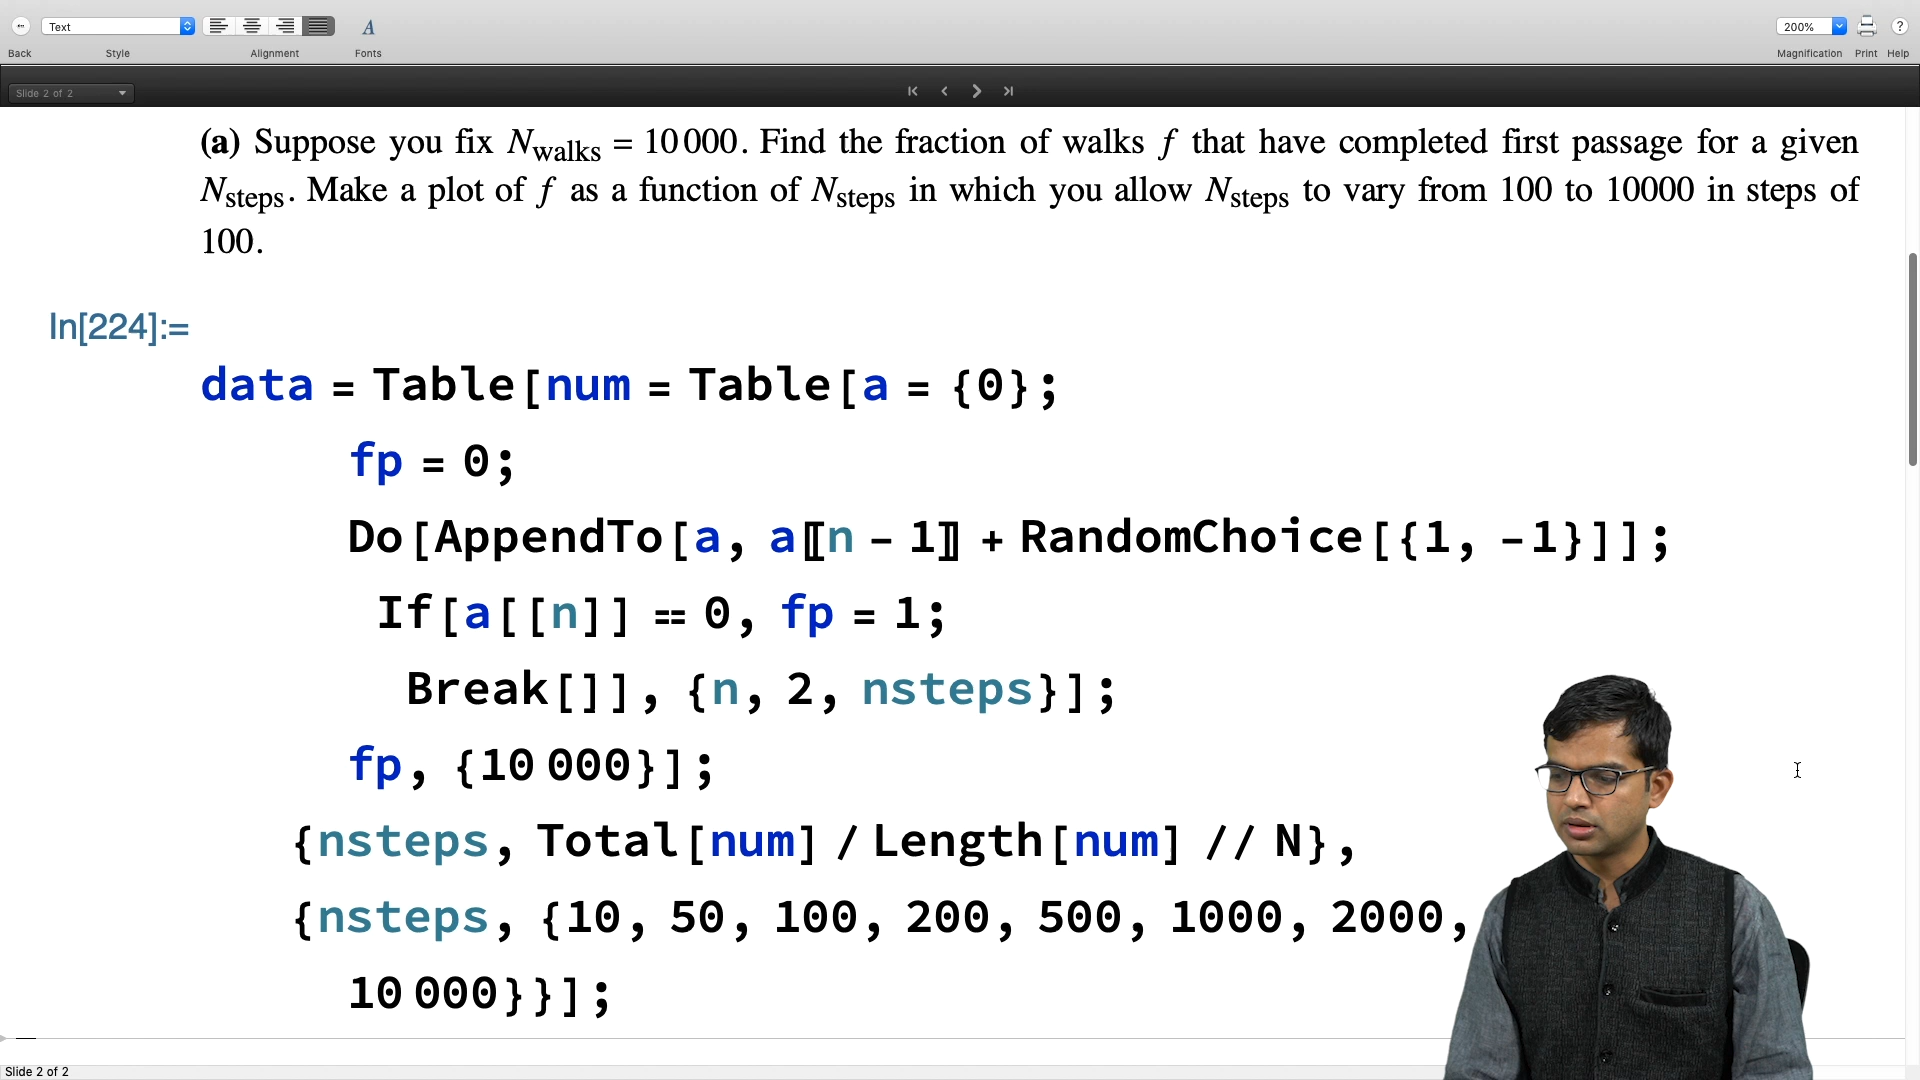 Text
Back
Style
Alignment
A
Fonts
200%
?
Magnification
Print
Help
Slide 2 of 2
(a) Suppose you fix Nwalks = 10 000. Find the fraction of walks f that have completed first passage for a given
Nsteps. Make a plot of f as a function of Nsteps in which you allow Nsteps to vary from 100 to 10000 in steps of
100.
In[224]:=
data = Table[num = Table[a = {0};
fp = 0;
Do[AppendTo[a, a〚n - 1〛 + RandomChoice[{1, -1}]];
If[a[[n]] == 0, fp = 1;
Break[]], {n, 2, nsteps}];
fp, {10 000}];
{nsteps, Total[num] / Length[num] // N},
{nsteps, {10, 50, 100, 200, 500, 1000, 2000,
10 000}}];
Slide 2 of 2